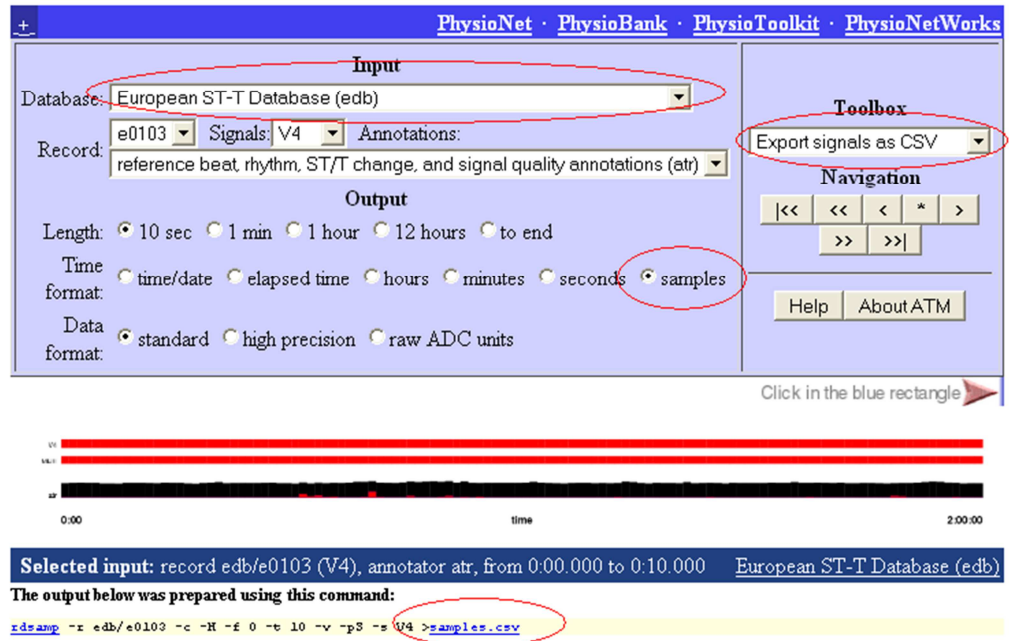 + PhysioNet · PhysioBank · PhysioToolkit · PhysioNetWorks
Input
Database: European ST-T Database (edb)
Record: e0103 Signals: V4 Annotations:
reference beat, rhythm, ST/T change, and signal quality annotations (atr)
Output
Length: 10 sec 1 min 1 hour 12 hours to end
Time format: time/date elapsed time hours minutes seconds samples
Data format: standard high precision raw ADC units
Toolbox
Export signals as CSV
Navigation
|<< << < * >
>> >>|
Help About ATM
Click in the blue rectangle
V4
atr
0:00 time 2:00:00
Selected input: record edb/e0103 (V4), annotator atr, from 0:00.000 to 0:10.000 European ST-T Database (edb)
The output below was prepared using this command:
rdsamp -r edb/e0103 -c -H -f 0 -t 10 -v -pS -s V4 >samples.csv